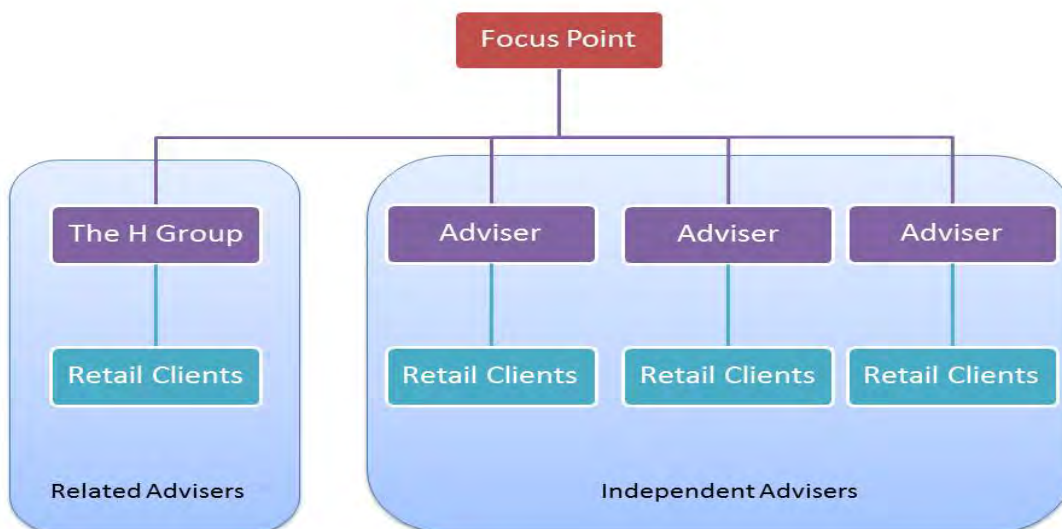 Focus Point
The H Group
Adviser
Adviser
Adviser
Retail Clients
Retail Clients
Retail Clients
Retail Clients
Related Advisers
Independent Advisers